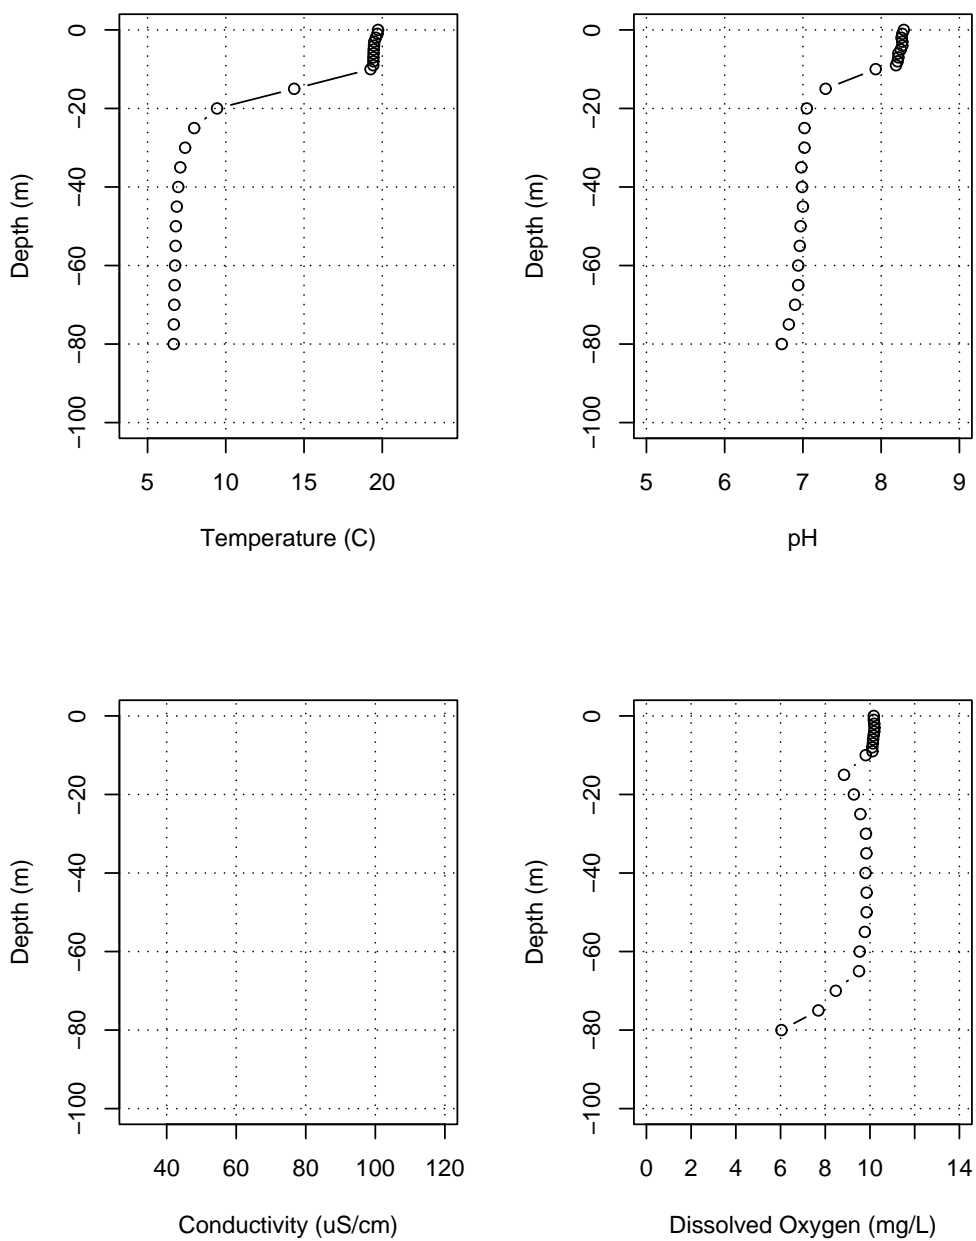 0
−20
−40
−60
−80
−100
Depth (m)
5 10 15 20
Temperature (C)
0
−20
−40
−60
−80
−100
Depth (m)
5 6 7 8 9
pH
0
−20
−40
−60
−80
−100
Depth (m)
40 60 80 100 120
Conductivity (uS/cm)
0
−20
−40
−60
−80
−100
Depth (m)
0 2 4 6 8 10 14
Dissolved Oxygen (mg/L)